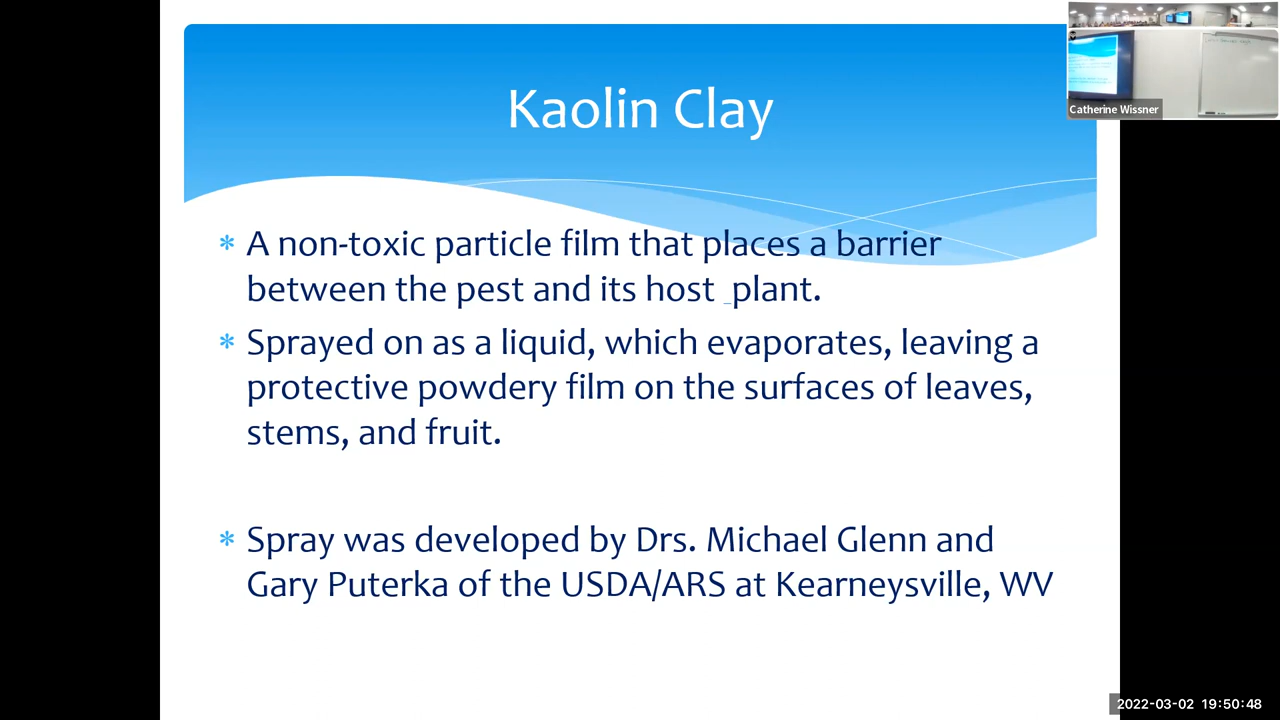 Kaolin Clay
Catherine Wissner
* A non-toxic particle film that places a barrier
between the pest and its host _plant.
* Sprayed on as a liquid, which evaporates, leaving a
protective powdery film on the surfaces of leaves,
stems, and fruit.
* Spray was developed by Drs. Michael Glenn and
Gary Puterka of the USDA/ARS at Kearneysville, WV
2022-03-02 19:50:48